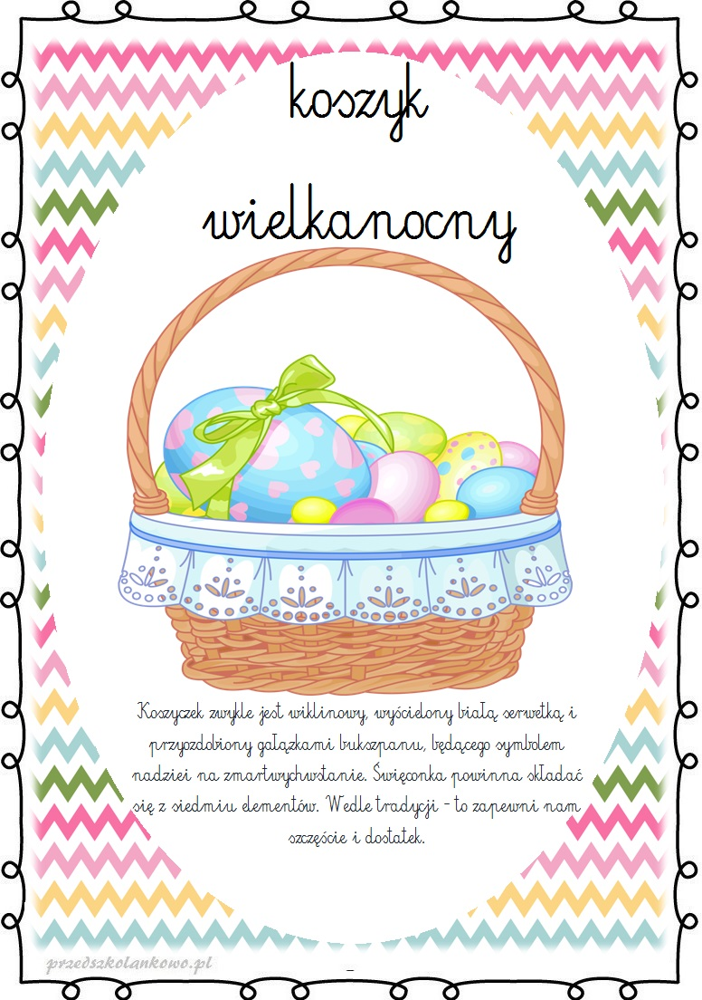 koszyk
wielkanocny
Koszyczek zwykle jest wiklinowy, wyścielony białą serwetką i
przyozdobiony gałązkami bukszpanu, będącego symbolem
nadziei na zmartwychwstanie. Święconka powinna składać
się z siedmiu elementów. Wedle tradycji - to zapewni nam
szczęście i dostatek.
przedszkolankowo.pl